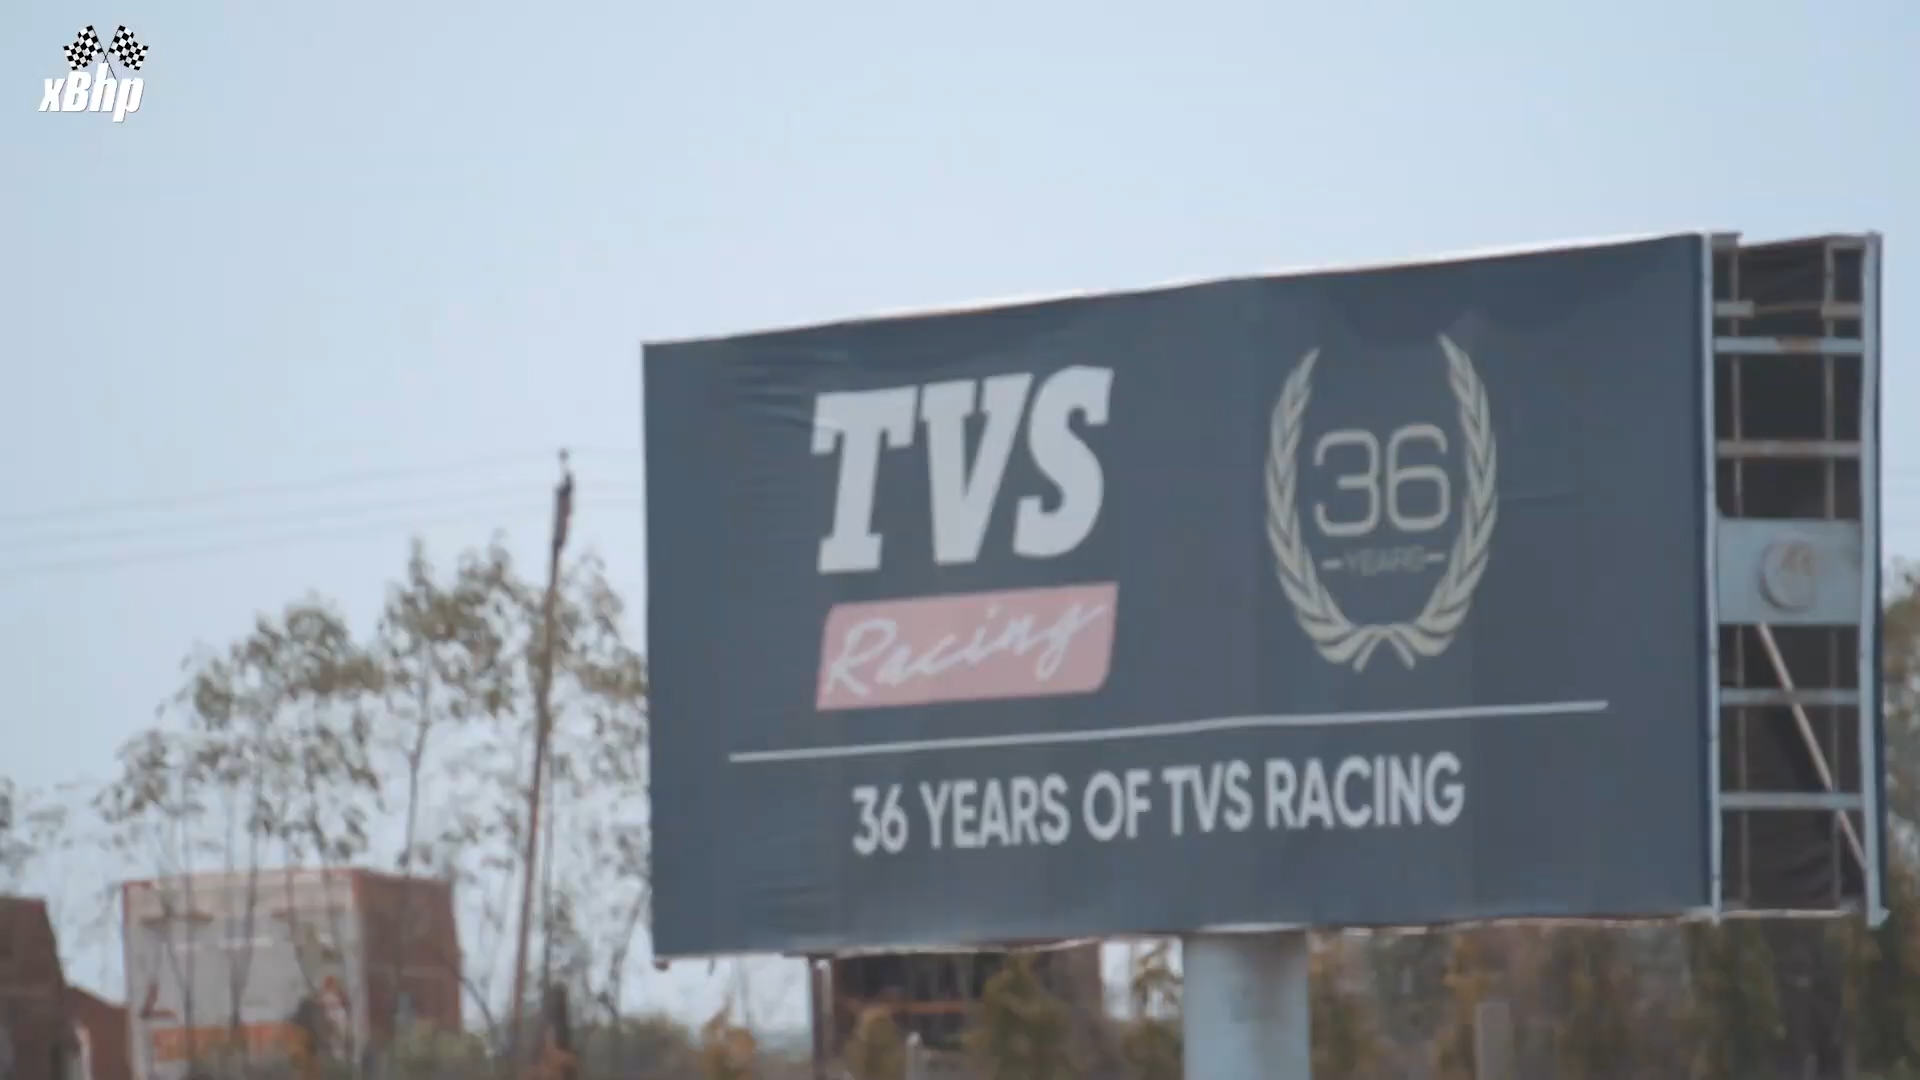 xBhp
TVS
Racing
36
YEARS
36 YEARS OF TVS RACING